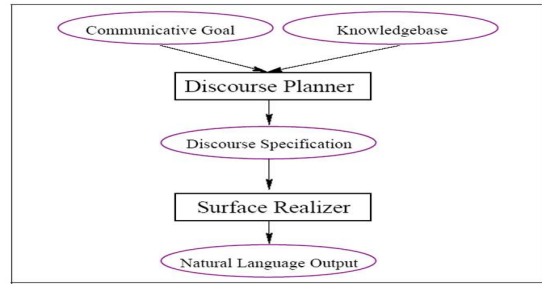 Communicative Goal
Knowledgebase
Discourse Planner
Discourse Specification
Surface Realizer
Natural Language Output